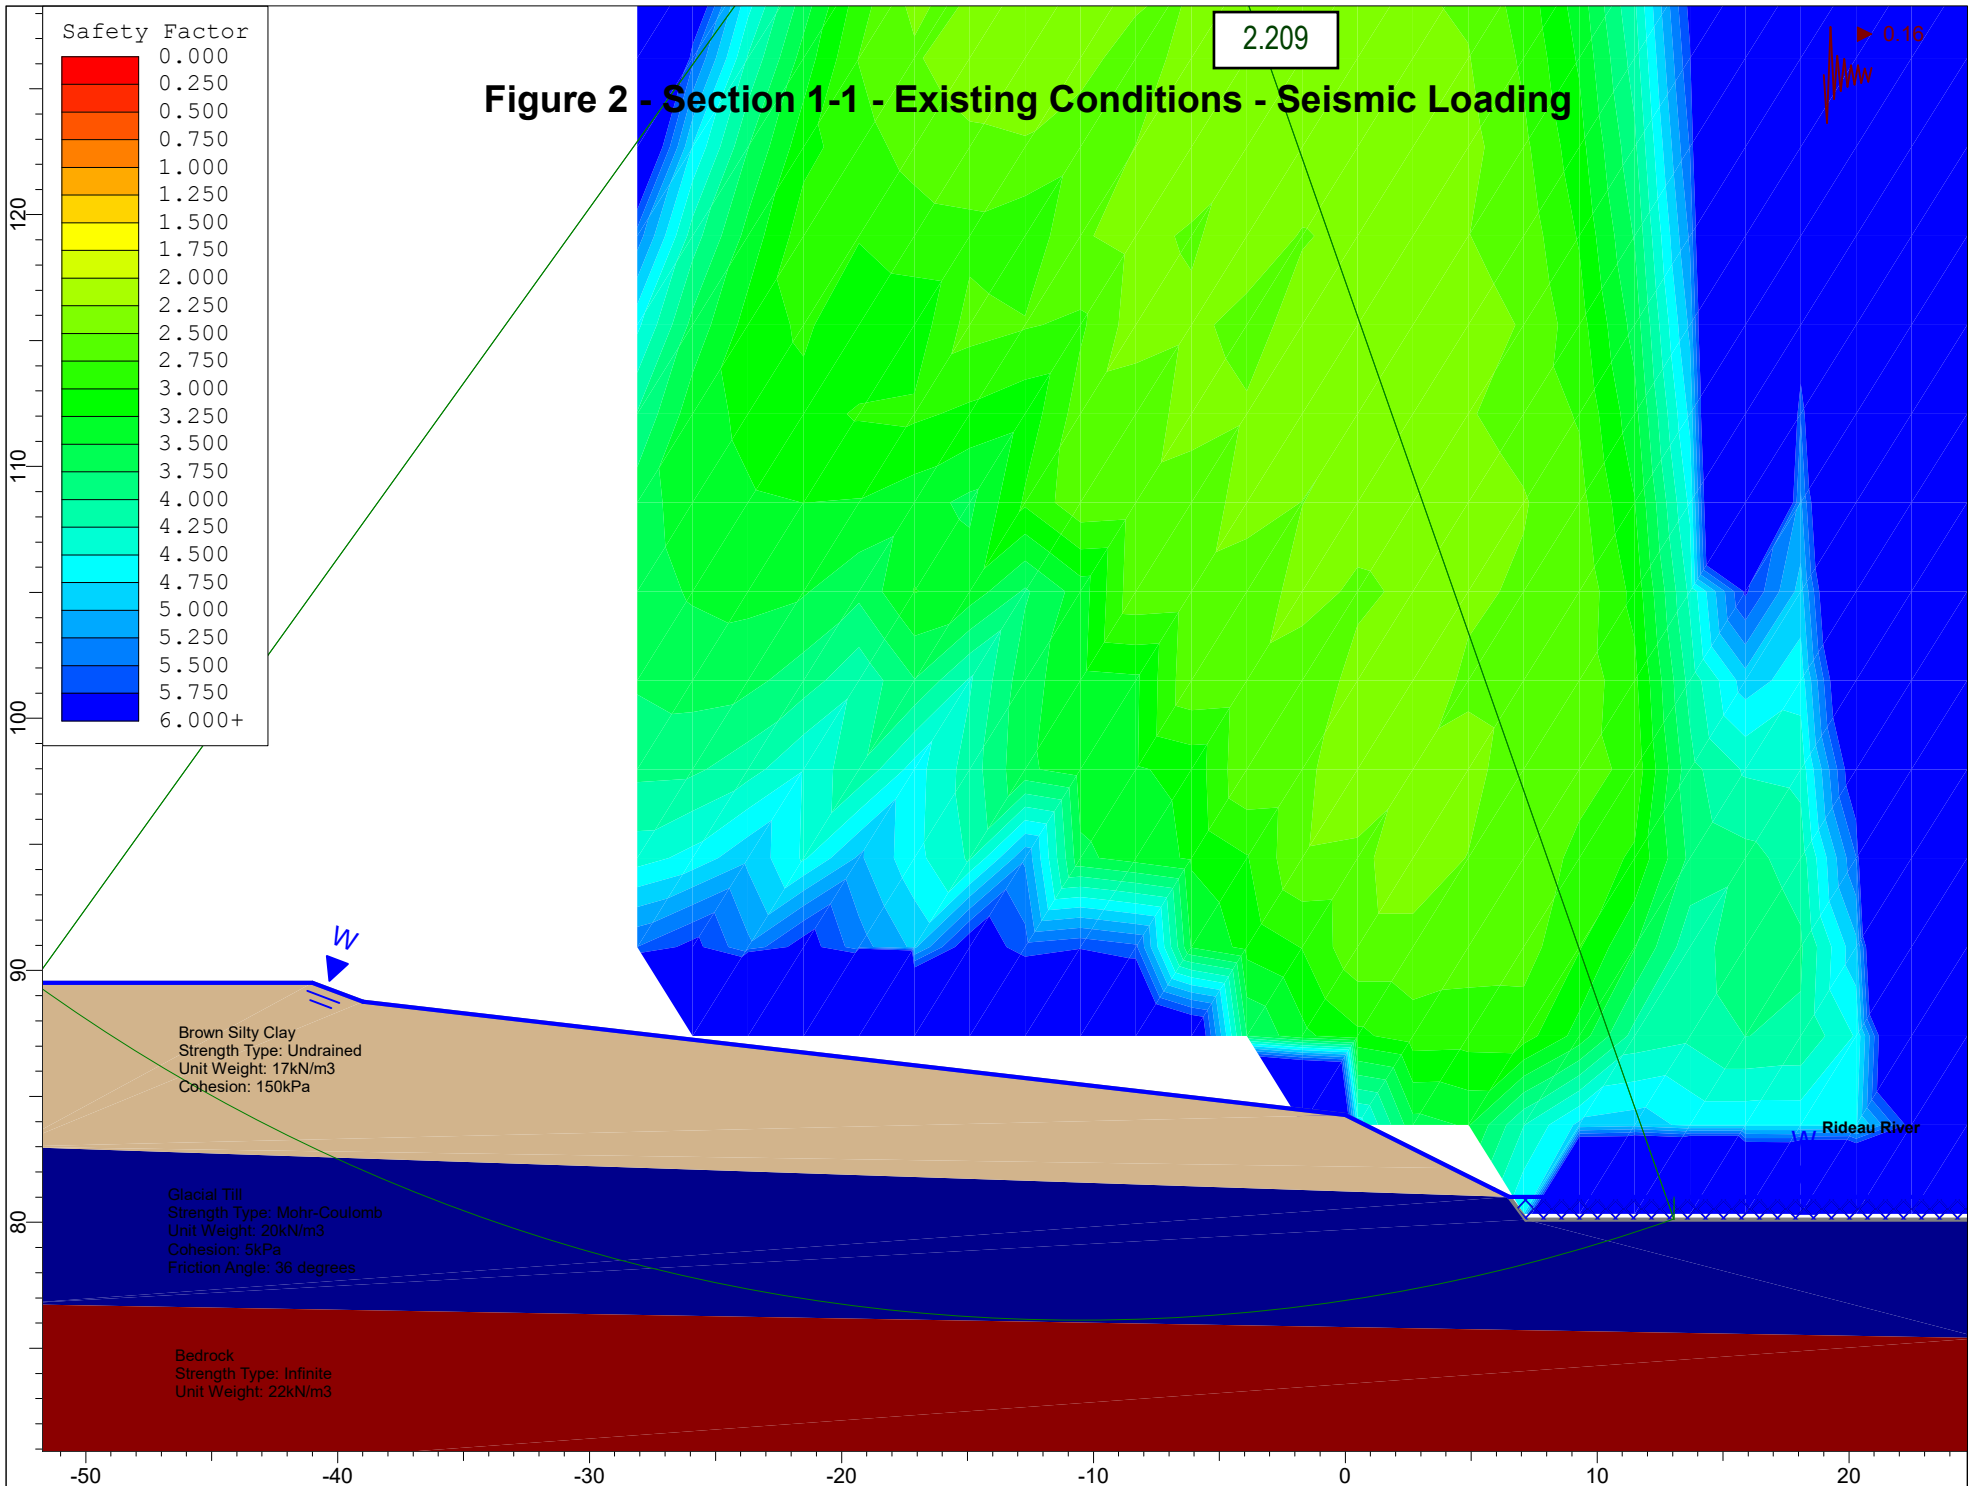 Safety Factor
0.000
0.250
0.500
0.750
1.000
1.250
1.500
1.750
2.000
2.250
2.500
2.750
3.000
3.250
3.500
3.750
4.000
4.250
4.500
4.750
5.000
5.250
5.500
5.750
6.000+
2.209
0.16
Figure 2 - Section 1-1 - Existing Conditions - Seismic Loading
120
110
100
90
80
W
Brown Silty Clay
Strength Type: Undrained
Unit Weight: 17kN/m3
Cohesion: 150kPa
W
Rideau River
Glacial Till
Strength Type: Mohr-Coulomb
Unit Weight: 20kN/m3
Cohesion: 5kPa
Friction Angle: 36 degrees
Bedrock
Strength Type: Infinite
Unit Weight: 22kN/m3
-50 -40 -30 -20 -10 0 10 20